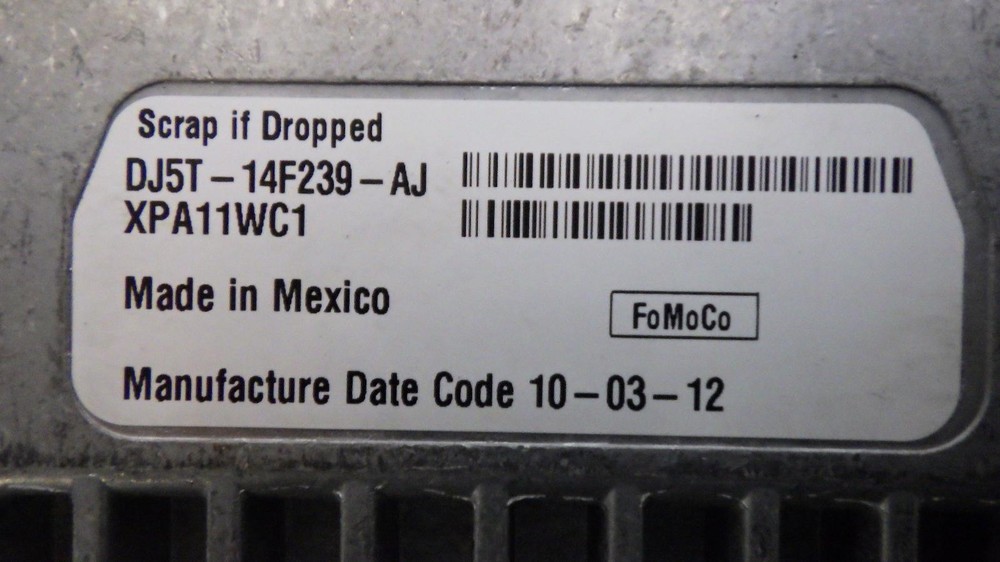 Scrap if Dropped
DJ5T-14F239-AJ
XPA11WC1
Made in Mexico
FoMoCo
Manufacture Date Code 10-03-12